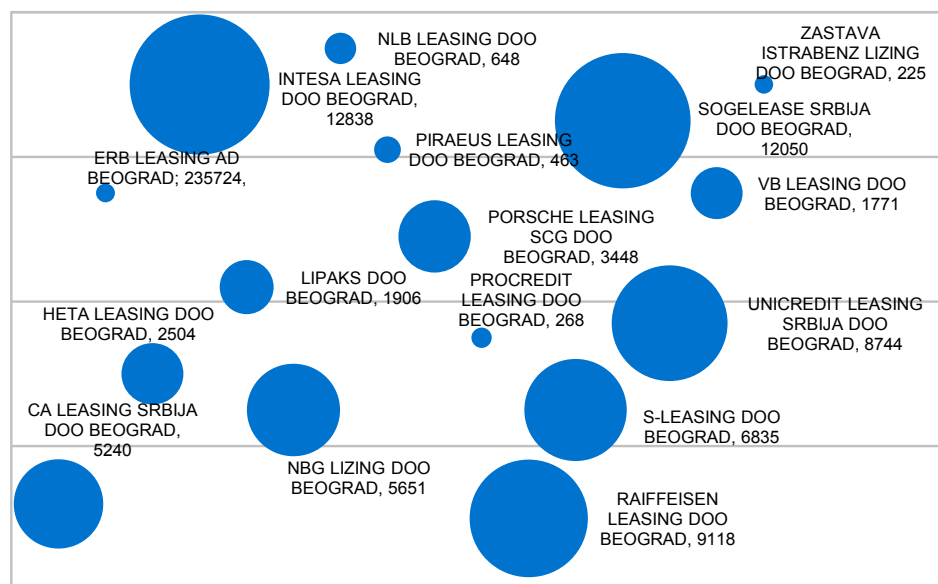 NLB LEASING DOO
BEOGRAD, 648
ZASTAVA
ISTRABENZ LIZING
DOO BEOGRAD, 225
INTESA LEASING
DOO BEOGRAD,
12838
SOGELEASE SRBIJA
DOO BEOGRAD,
12050
PIRAEUS LEASING
DOO BEOGRAD, 463
ERB LEASING AD
BEOGRAD; 235724,
VB LEASING DOO
BEOGRAD, 1771
PORSCHE LEASING
SCG DOO
BEOGRAD, 3448
LIPAKS DOO
BEOGRAD, 1906
PROCREDIT
LEASING DOO
BEOGRAD, 268
UNICREDIT LEASING
SRBIJA DOO
BEOGRAD, 8744
HETA LEASING DOO
BEOGRAD, 2504
CA LEASING SRBIJA
DOO BEOGRAD,
5240
S-LEASING DOO
BEOGRAD, 6835
NBG LIZING DOO
BEOGRAD, 5651
RAIFFEISEN
LEASING DOO
BEOGRAD, 9118